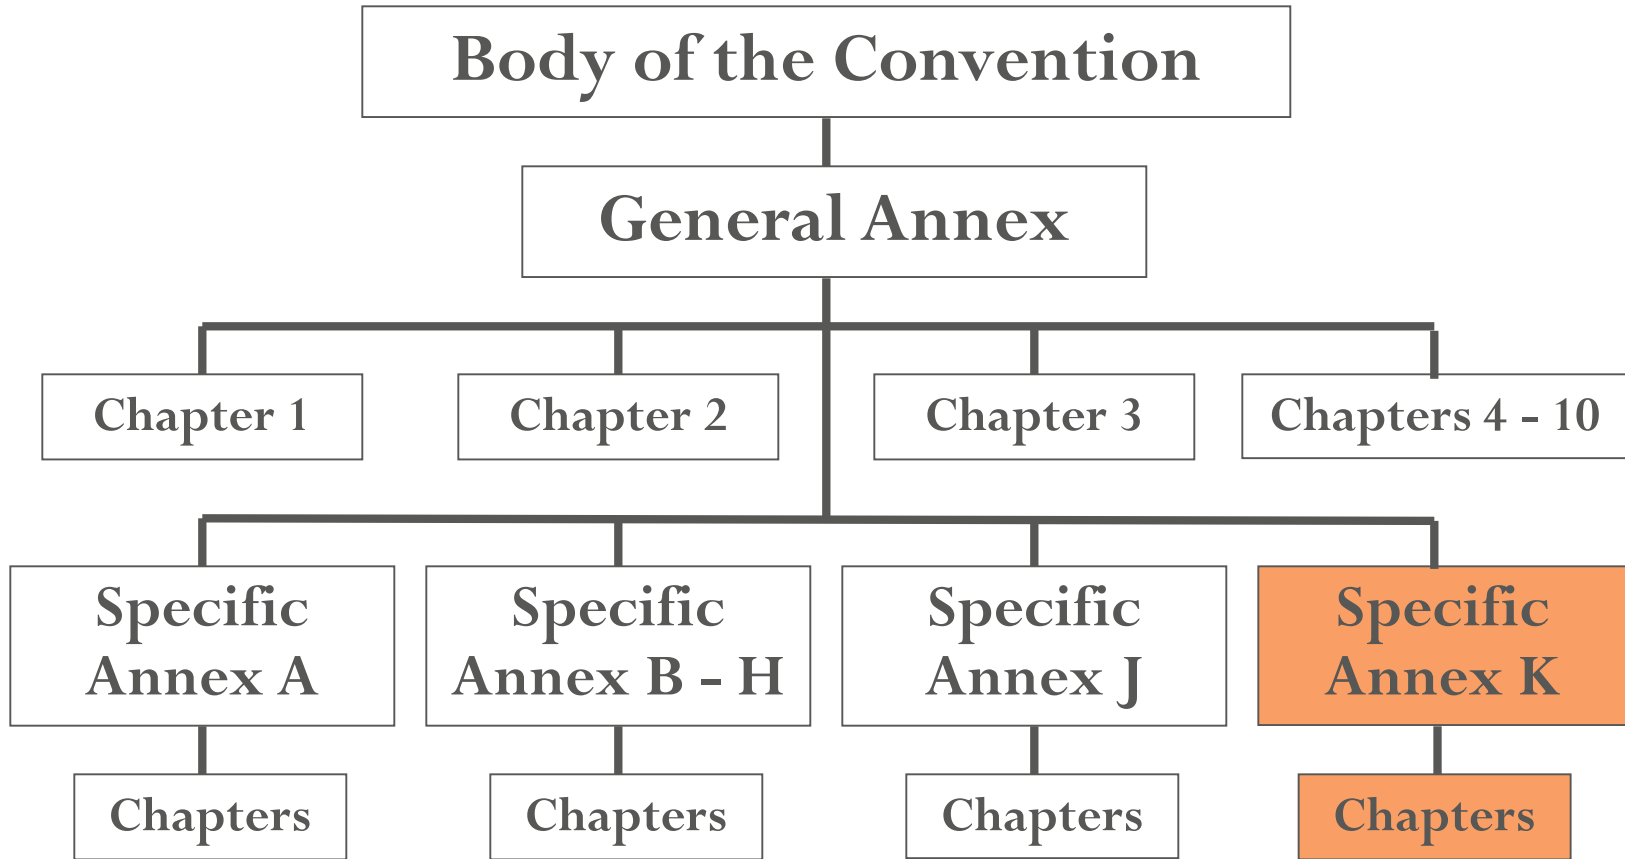 Body of the Convention
General Annex
Chapter 1
Chapter 2
Chapter 3
Chapters 4 - 10
Specific
Annex A
Specific
Annex B - H
Specific
Annex J
Specific
Annex K
Chapters
Chapters
Chapters
Chapters